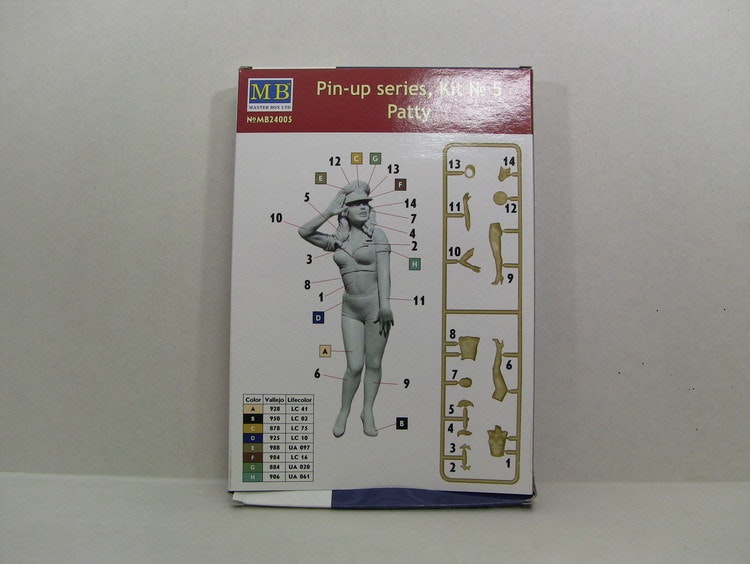 MB
MASTER BOX LTD
№MB24005
Pin-up series, Kit № 5
Patty
12 C G 13
E F
5 14
7
10 4
2
3 H
8
1 11
D
A
6 9
B
13 14
11 12
10 9
8
7 6
5
4
3
2 1
Color Vallejo Lifecolor
A 928 LC 41
B 950 LC 02
C 878 LC 75
D 925 LC 10
E 988 UA 097
F 984 LC 16
G 884 UA 020
H 906 UA 061